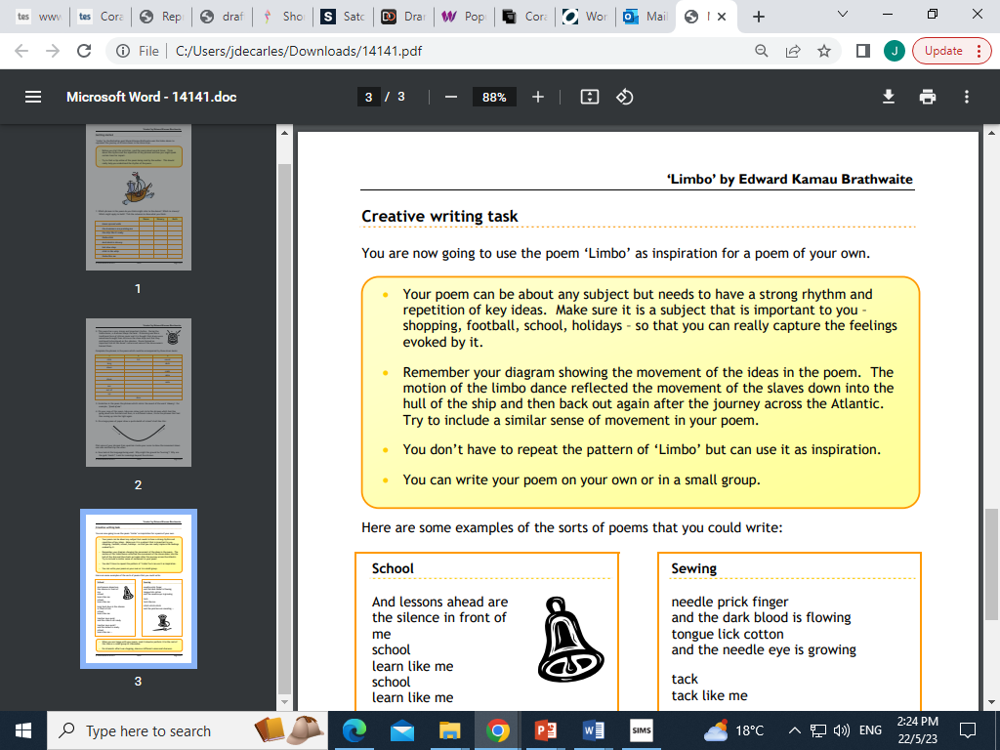 www
tes
Cora
Rep
draf
Sho
Satc
Drar
Pop
Cora
Wor
Mail
File
C:/Users/jdecarles/Downloads/14141.pdf
J
Update
Microsoft Word - 14141.doc
3 / 3
88%
1
2
3
‘Limbo’ by Edward Kamau Brathwaite
Creative writing task
You are now going to use the poem ‘Limbo’ as inspiration for a poem of your own.
• Your poem can be about any subject but needs to have a strong rhythm and
repetition of key ideas. Make sure it is a subject that is important to you –
shopping, football, school, holidays – so that you can really capture the feelings
evoked by it.
• Remember your diagram showing the movement of the ideas in the poem. The
motion of the limbo dance reflected the movement of the slaves down into the
hull of the ship and then back out again after the journey across the Atlantic.
Try to include a similar sense of movement in your poem.
• You don’t have to repeat the pattern of ‘Limbo’ but can use it as inspiration.
• You can write your poem on your own or in a small group.
Here are some examples of the sorts of poems that you could write:
School
And lessons ahead are
the silence in front of
me
school
learn like me
school
learn like me
Sewing
needle prick finger
and the dark blood is flowing
tongue lick cotton
and the needle eye is growing
tack
tack like me
Type here to search
SIMS
18°C
ENG
2:24 PM
22/5/23